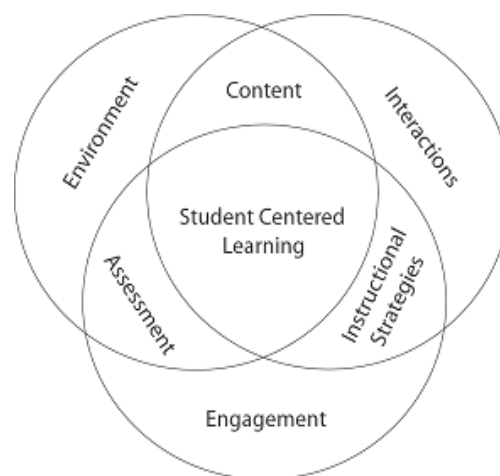 Content
Environment
Interactions
Student Centered
Learning
Assessment
Instructional
Strategies
Engagement